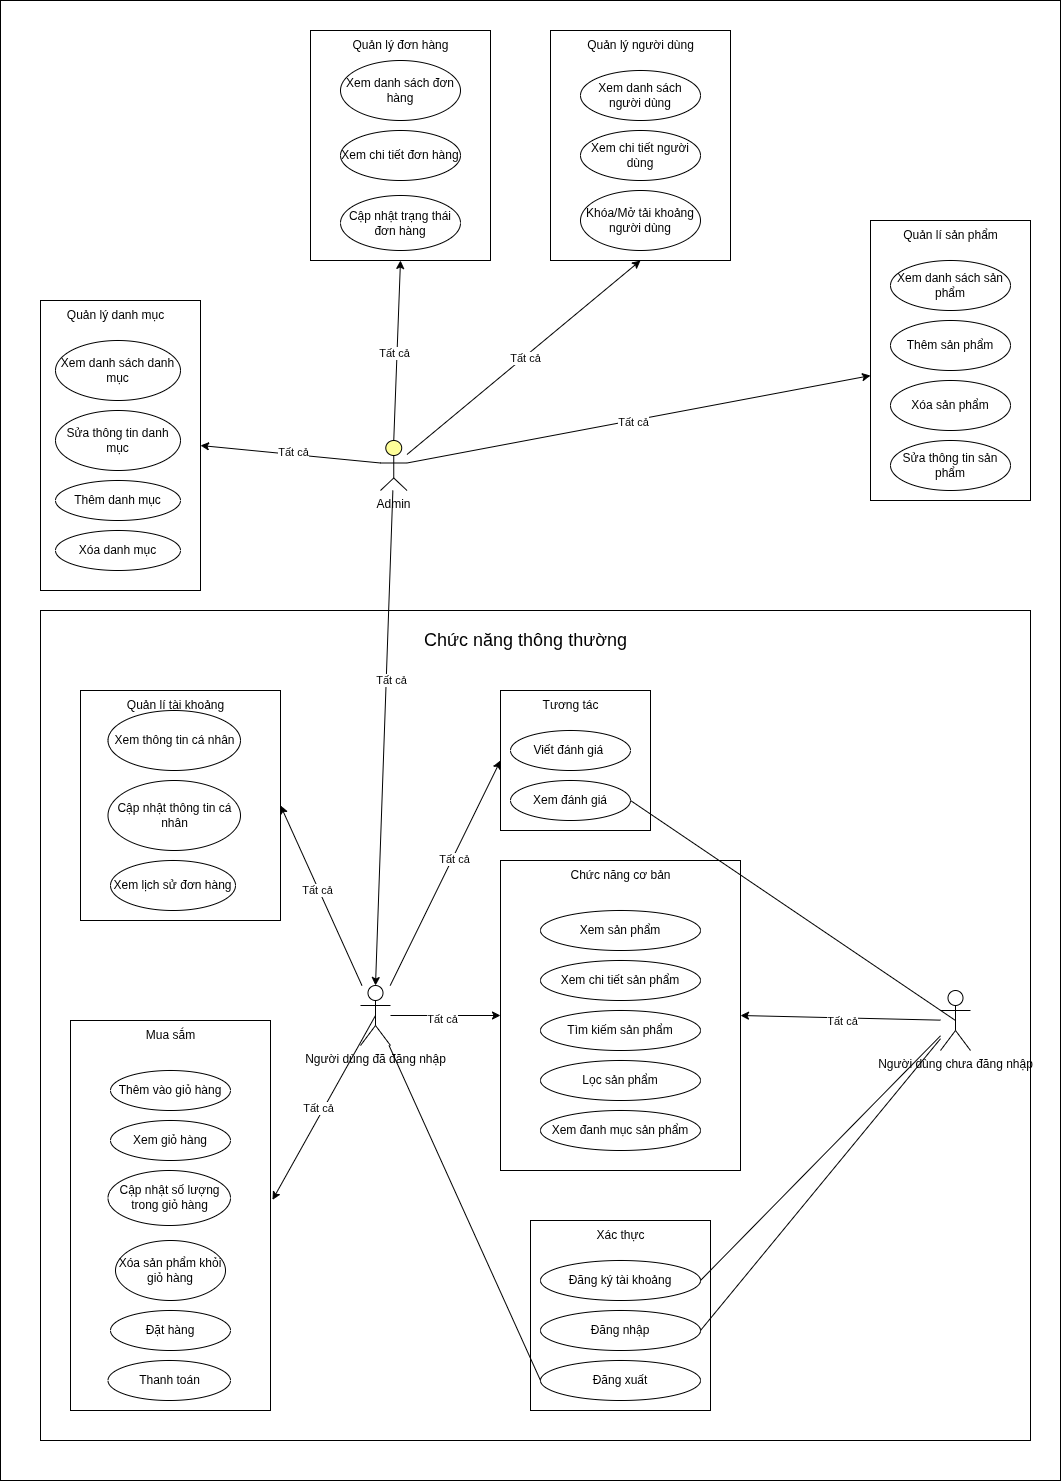 Quản lý đơn hàng
Xem danh sách đơn
hàng
Xem chi tiết đơn hàng
Cập nhật trạng thái
đơn hàng
Quản lý người dùng
Xem danh sách
người dùng
Xem chi tiết người
dùng
Khóa/Mở tải khoảng
người dùng
Quản lí sản phẩm
Xem danh sách sản
phẩm
Thêm sản phẩm
Xóa sản phẩm
Sửa thông tin sản
phẩm
Quản lý danh mục
Xem danh sách danh
mục
Sửa thông tin danh
mục
Thêm danh mục
Xóa danh mục
Tất cả
Tất cả
Tất cả
Tất cả
Admin
Chức năng thông thường
Tất cả
Quản lí tài khoảng
Xem thông tin cá nhân
Cập nhật thông tin cá
nhân
Xem lịch sử đơn hàng
Tương tác
Viết đánh giá
Xem đánh giá
Tất cả
Tất cả
Chức năng cơ bản
Xem sản phẩm
Xem chi tiết sản phẩm
Tìm kiếm sản phẩm
Lọc sản phẩm
Xem đanh mục sản phẩm
Tất cả
Tất cả
Người dùng đã đăng nhập
Người dùng chưa đăng nhập
Tất cả
Mua sắm
Thêm vào giỏ hàng
Xem giỏ hàng
Cập nhật số lượng
trong giỏ hàng
Xóa sản phẩm khỏi
giỏ hàng
Đặt hàng
Thanh toán
Xác thực
Đăng ký tài khoảng
Đăng nhập
Đăng xuất